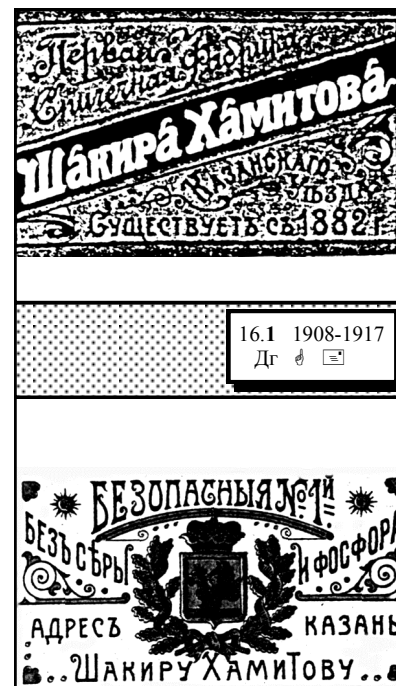 Первая Фабрика
Спичечная
Шакира Хамитова
Казанскаго
Уѣзда
Существуетъ съ 1882 г
16.1 1908-1917
Дг ☝ 🖃
БЕЗОПАСНЫЯ №1й
БЕЗЪ СѢРЫ И ФОСФОРА
АДРЕСЪ КАЗАНЬ
ШАКИРУ ХАМИТОВУ